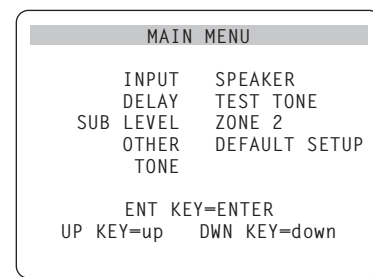 MAIN MENU
INPUT SPEAKER
DELAY TEST TONE
SUB LEVEL ZONE 2
OTHER DEFAULT SETUP
TONE
ENT KEY=ENTER
UP KEY=up DWN KEY=down